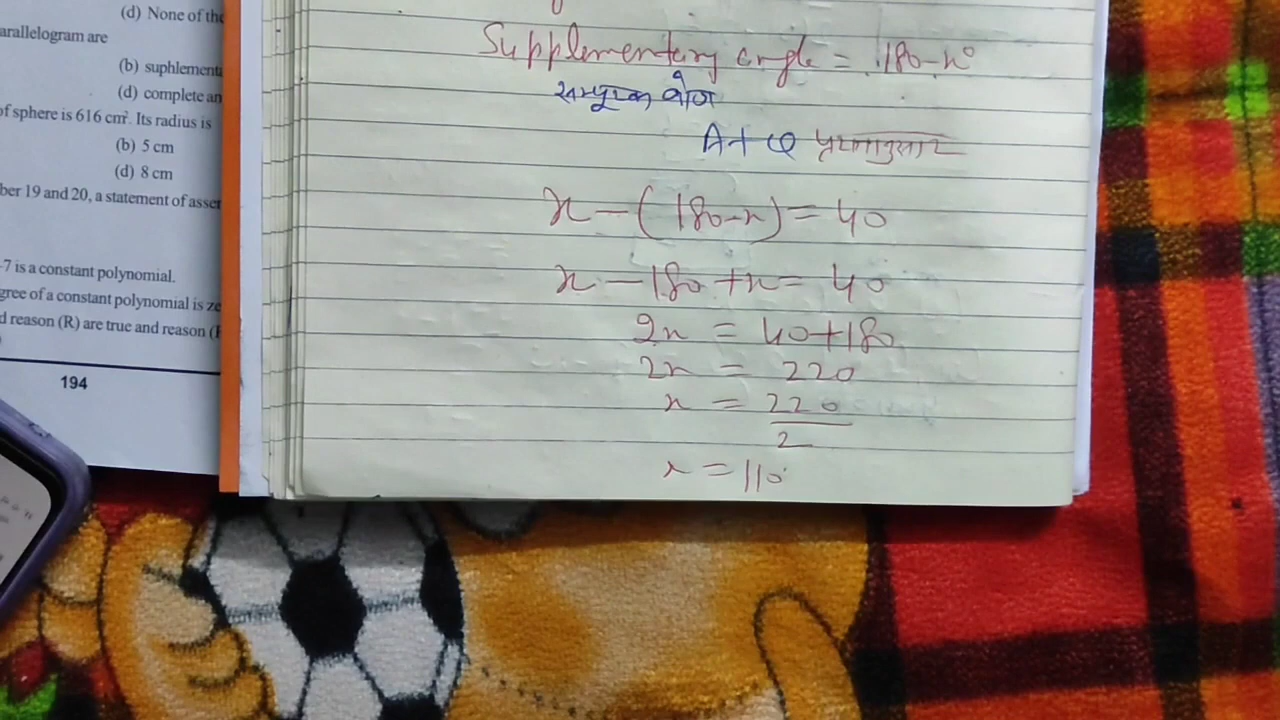 (d) None of the
arallelogram are
(b) suphlementa
(d) complete an
of sphere is 616 cm². Its radius is
(b) 5 cm
(d) 8 cm
ber 19 and 20, a statement of asser
-7 is a constant polynomial.
gree of a constant polynomial is ze
d reason (R) are true and reason (R
194
Supplementary angle = 180-x°
सम्पूरक कोण
A+Q प्रश्नानुसार
x-(180-x)=40
x-180+x=40
2x = 40+180
2x = 220
x = 220
2
x = 110